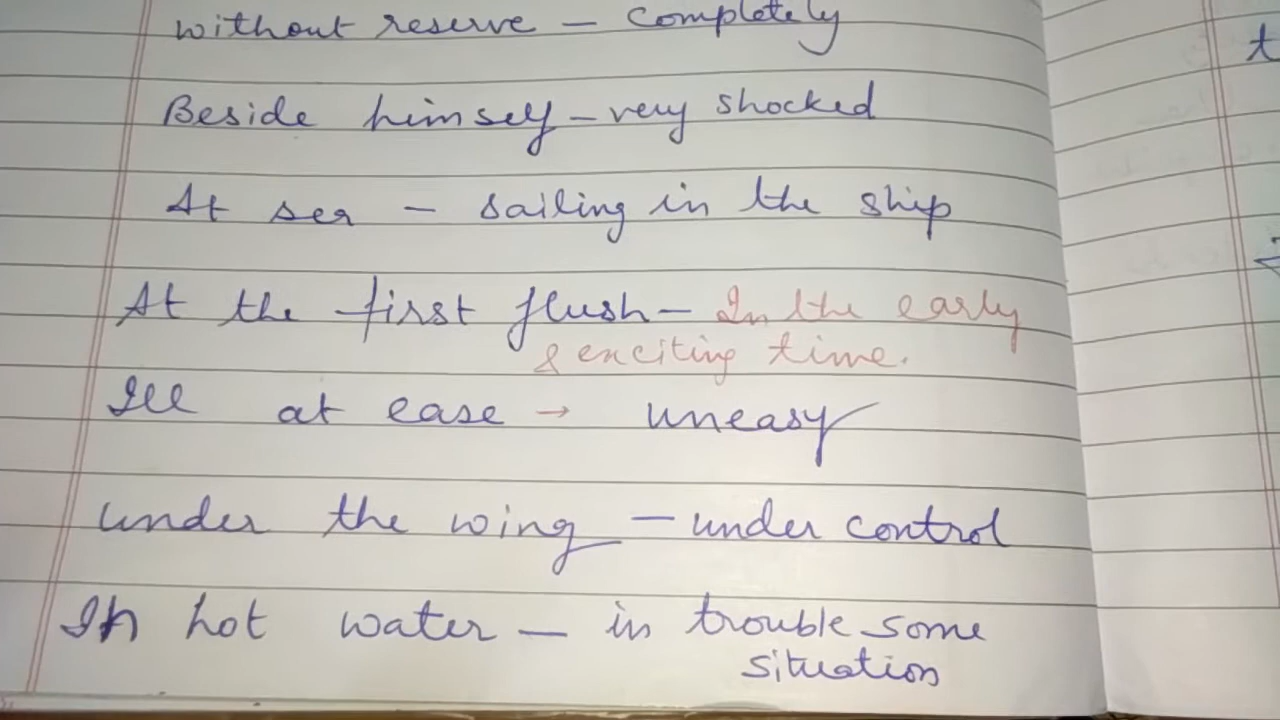 without reserve – completely
Beside himself – very shocked
At sea – sailing in the ship
At the first flush – In the early
& exciting time.
Ill at ease → uneasy
under the wing – under control
In hot water – in trouble some
situation
t